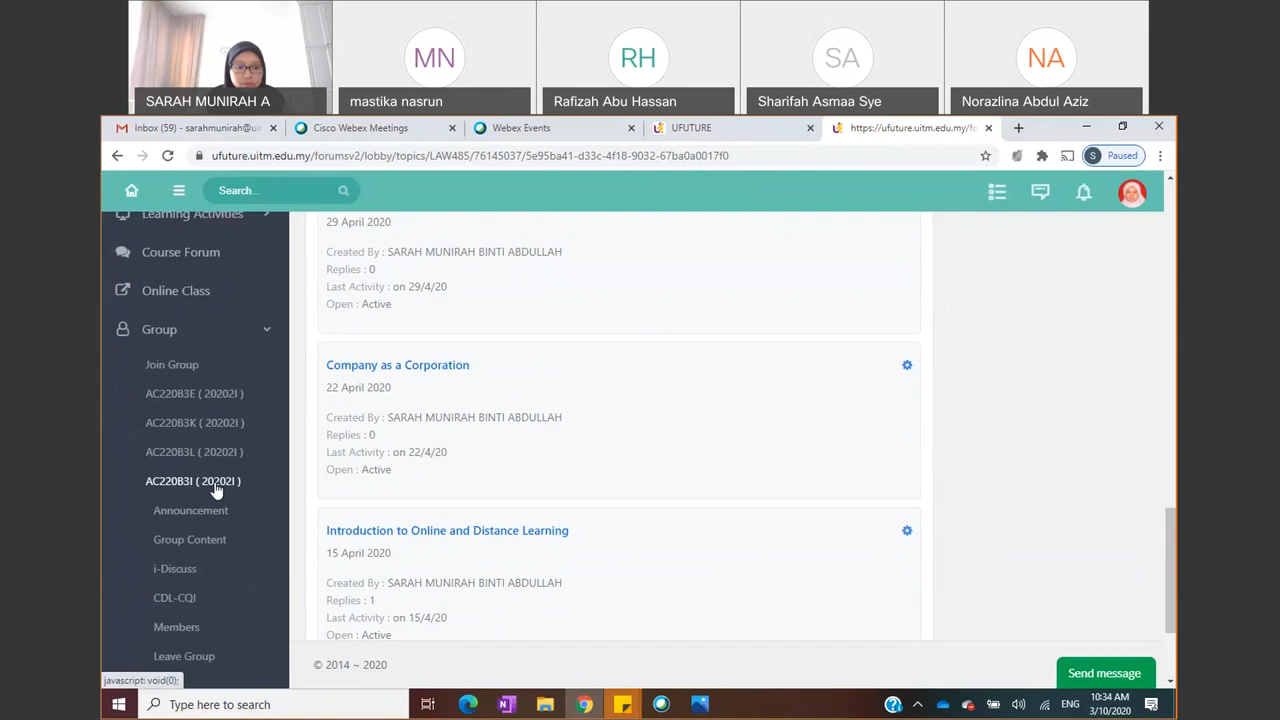 MN
RH
SA
NA
SARAH MUNIRAH A
mastika nasrun
Rafizah Abu Hassan
Sharifah Asmaa Sye
Norazlina Abdul Aziz
Inbox (59) - sarahmunirah@uit
Cisco Webex Meetings
Webex Events
UFUTURE
https://ufuture.uitm.edu.my/fo
ufuture.uitm.edu.my/forumsv2/lobby/topics/LAW485/76145037/5e95ba41-d33c-4f18-9032-67ba0a0017f0
S
Paused
Search...
Learning Activities
Course Forum
Online Class
Group
Join Group
AC220B3E ( 20202I )
AC220B3K ( 20202I )
AC220B3L ( 20202I )
AC220B3I ( 20202I )
Announcement
Group Content
i-Discuss
CDL-CQI
Members
Leave Group
29 April 2020
Created By : SARAH MUNIRAH BINTI ABDULLAH
Replies : 0
Last Activity : on 29/4/20
Open : Active
Company as a Corporation
22 April 2020
Created By : SARAH MUNIRAH BINTI ABDULLAH
Replies : 0
Last Activity : on 22/4/20
Open : Active
Introduction to Online and Distance Learning
15 April 2020
Created By : SARAH MUNIRAH BINTI ABDULLAH
Replies : 1
Last Activity : on 15/4/20
Open : Active
© 2014 ~ 2020
Send message
javascript: void(0);
Type here to search
ENG
10:34 AM
3/10/2020